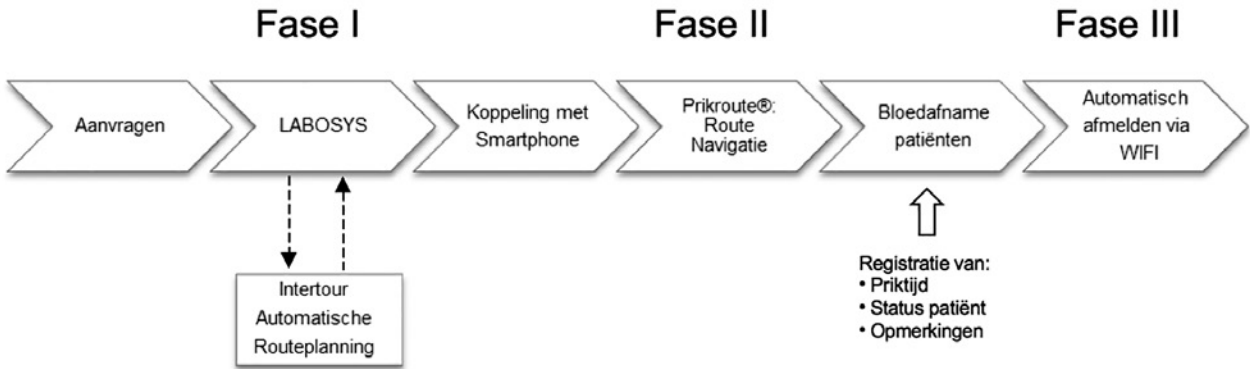 Fase I
Fase II
Fase III
Aanvragen
LABOSYS
Koppeling met
Smartphone
Prikroute®:
Route
Navigatie
Bloedafname
patiënten
Automatisch
afmelden via
WIFI
Intertour
Automatische
Routeplanning
Registratie van:
• Priktijd
• Status patiënt
• Opmerkingen